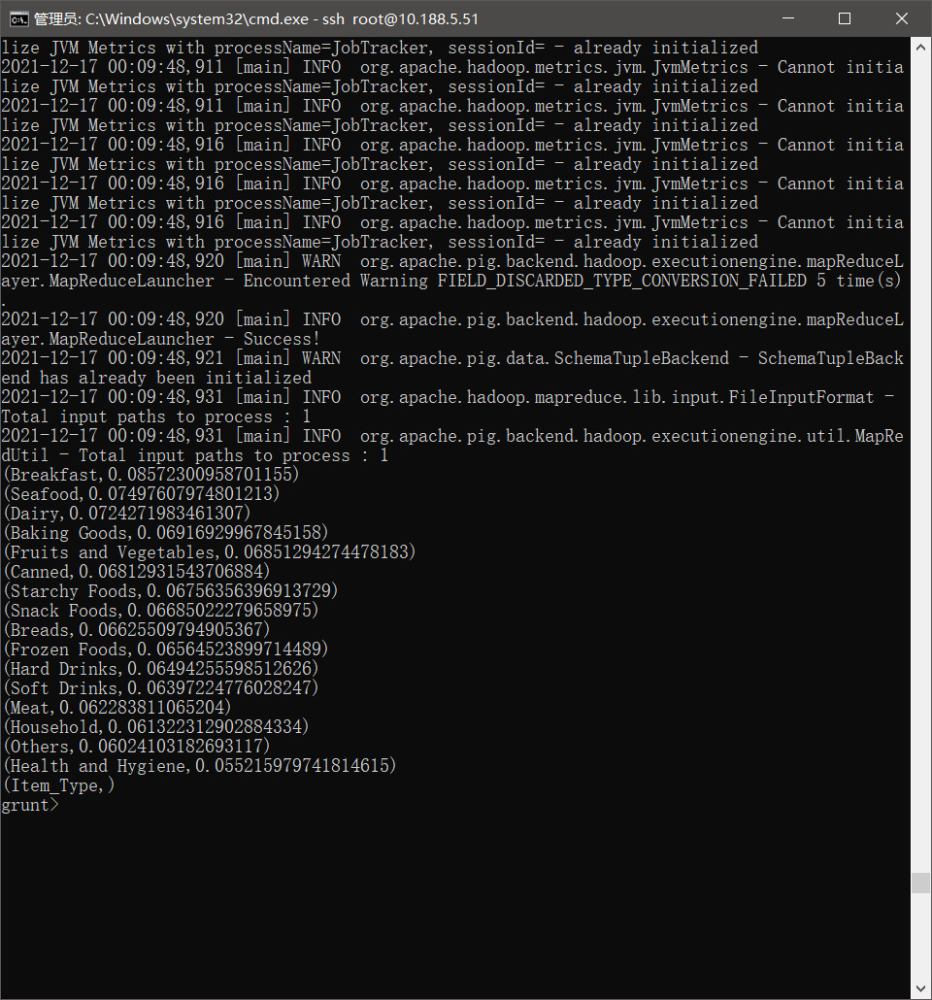 管理员: C:\Windows\system32\cmd.exe - ssh  root@10.188.5.51
lize JVM Metrics with processName=JobTracker, sessionId= - already initialized
2021-12-17 00:09:48,911 [main] INFO  org.apache.hadoop.metrics.jvm.JvmMetrics - Cannot initia
lize JVM Metrics with processName=JobTracker, sessionId= - already initialized
2021-12-17 00:09:48,911 [main] INFO  org.apache.hadoop.metrics.jvm.JvmMetrics - Cannot initia
lize JVM Metrics with processName=JobTracker, sessionId= - already initialized
2021-12-17 00:09:48,916 [main] INFO  org.apache.hadoop.metrics.jvm.JvmMetrics - Cannot initia
lize JVM Metrics with processName=JobTracker, sessionId= - already initialized
2021-12-17 00:09:48,916 [main] INFO  org.apache.hadoop.metrics.jvm.JvmMetrics - Cannot initia
lize JVM Metrics with processName=JobTracker, sessionId= - already initialized
2021-12-17 00:09:48,916 [main] INFO  org.apache.hadoop.metrics.jvm.JvmMetrics - Cannot initia
lize JVM Metrics with processName=JobTracker, sessionId= - already initialized
2021-12-17 00:09:48,920 [main] WARN  org.apache.pig.backend.hadoop.executionengine.mapReduceL
ayer.MapReduceLauncher - Encountered Warning FIELD_DISCARDED_TYPE_CONVERSION_FAILED 5 time(s)
.
2021-12-17 00:09:48,920 [main] INFO  org.apache.pig.backend.hadoop.executionengine.mapReduceL
ayer.MapReduceLauncher - Success!
2021-12-17 00:09:48,921 [main] WARN  org.apache.pig.data.SchemaTupleBackend - SchemaTupleBack
end has already been initialized
2021-12-17 00:09:48,931 [main] INFO  org.apache.hadoop.mapreduce.lib.input.FileInputFormat -
Total input paths to process : 1
2021-12-17 00:09:48,931 [main] INFO  org.apache.pig.backend.hadoop.executionengine.util.MapRe
dUtil - Total input paths to process : 1
(Breakfast,0.08572300958701155)
(Seafood,0.07497607974801213)
(Dairy,0.0724271983461307)
(Baking Goods,0.06916929967845158)
(Fruits and Vegetables,0.06851294274478183)
(Canned,0.06812931543706884)
(Starchy Foods,0.06756356396913729)
(Snack Foods,0.06685022279658975)
(Breads,0.06625509794905367)
(Frozen Foods,0.06564523899714489)
(Hard Drinks,0.06494255598512626)
(Soft Drinks,0.06397224776028247)
(Meat,0.062283811065204)
(Household,0.061322312902884334)
(Others,0.06024103182693117)
(Health and Hygiene,0.055215979741814615)
(Item_Type,)
grunt>